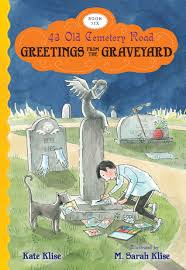 BOOK
SIX
43 Old Cemetery Road
GREETINGS FROM THE GRAVEYARD
Kate Klise
Illustrated by
M. Sarah Klise